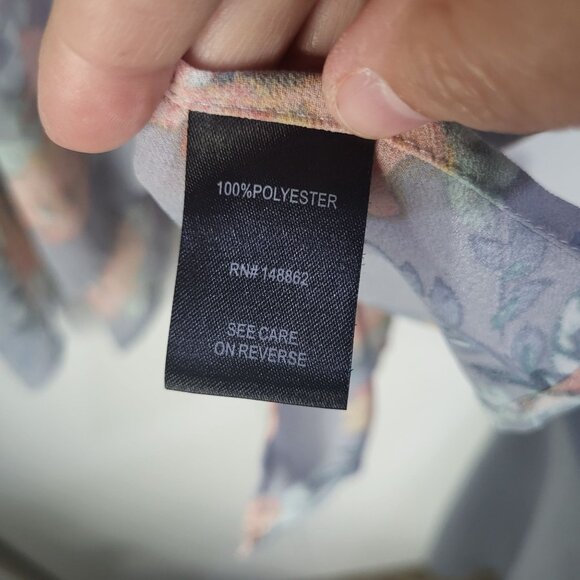 100%POLYESTER
RN#148862
SEE CARE
ON REVERSE